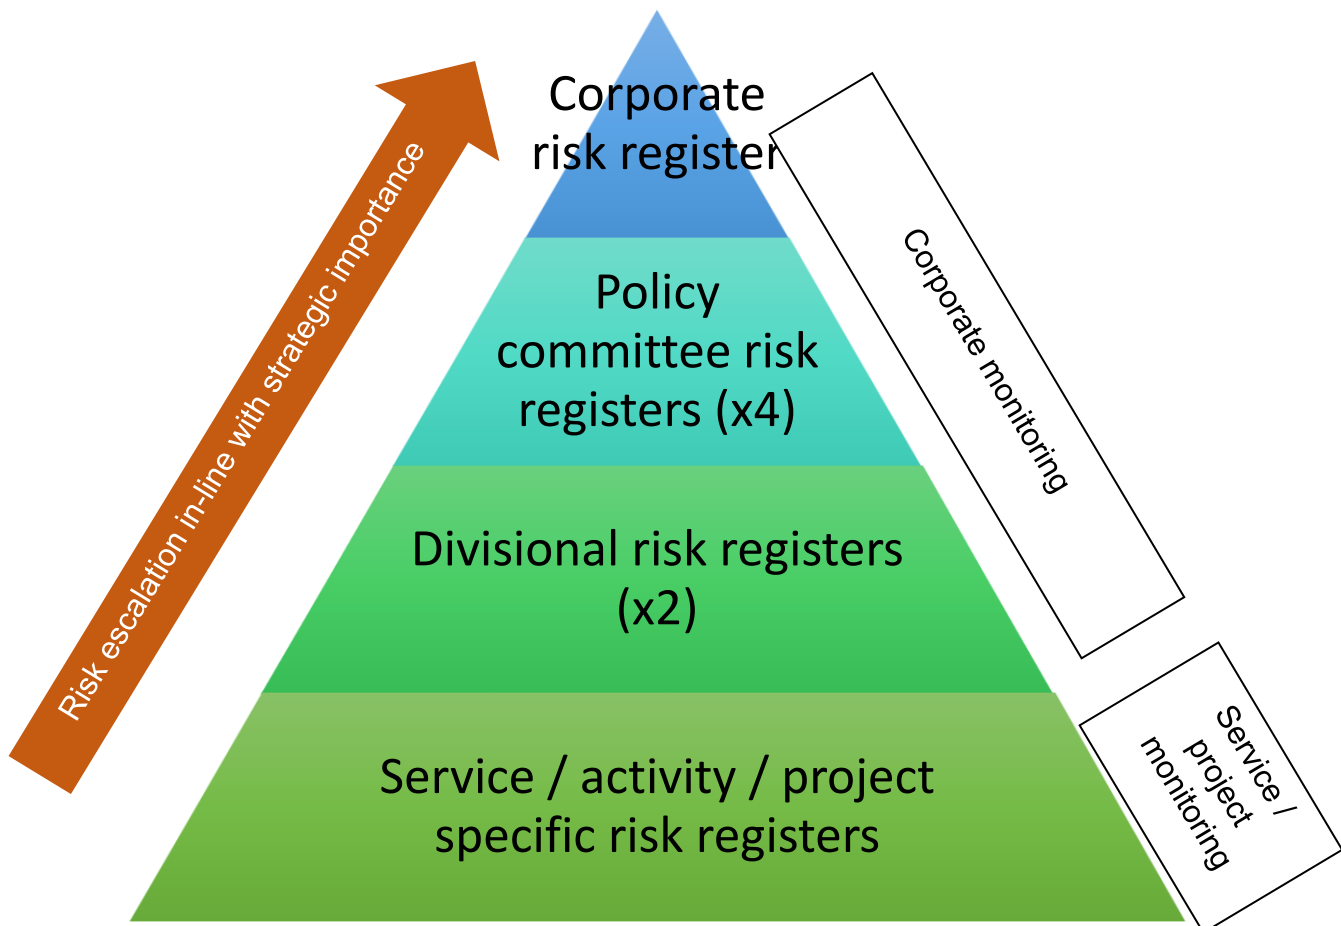 Corporate
risk register
Policy
committee risk
registers (x4)
Divisional risk registers
(x2)
Service / activity / project
specific risk registers
Risk escalation in-line with strategic importance
Corporate monitoring
Service /
project
monitoring